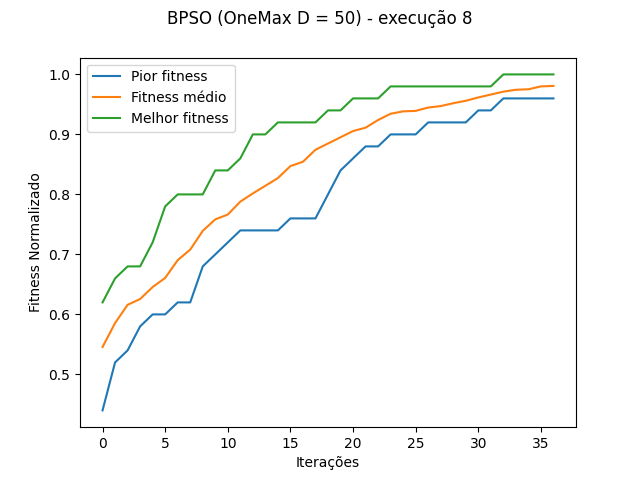 BPSO (OneMax D = 50) - execução 8
Pior fitness
Fitness médio
Melhor fitness
Fitness Normalizado
1.0
0.9
0.8
0.7
0.6
0.5
0
5
10
15
20
25
30
35
Iterações